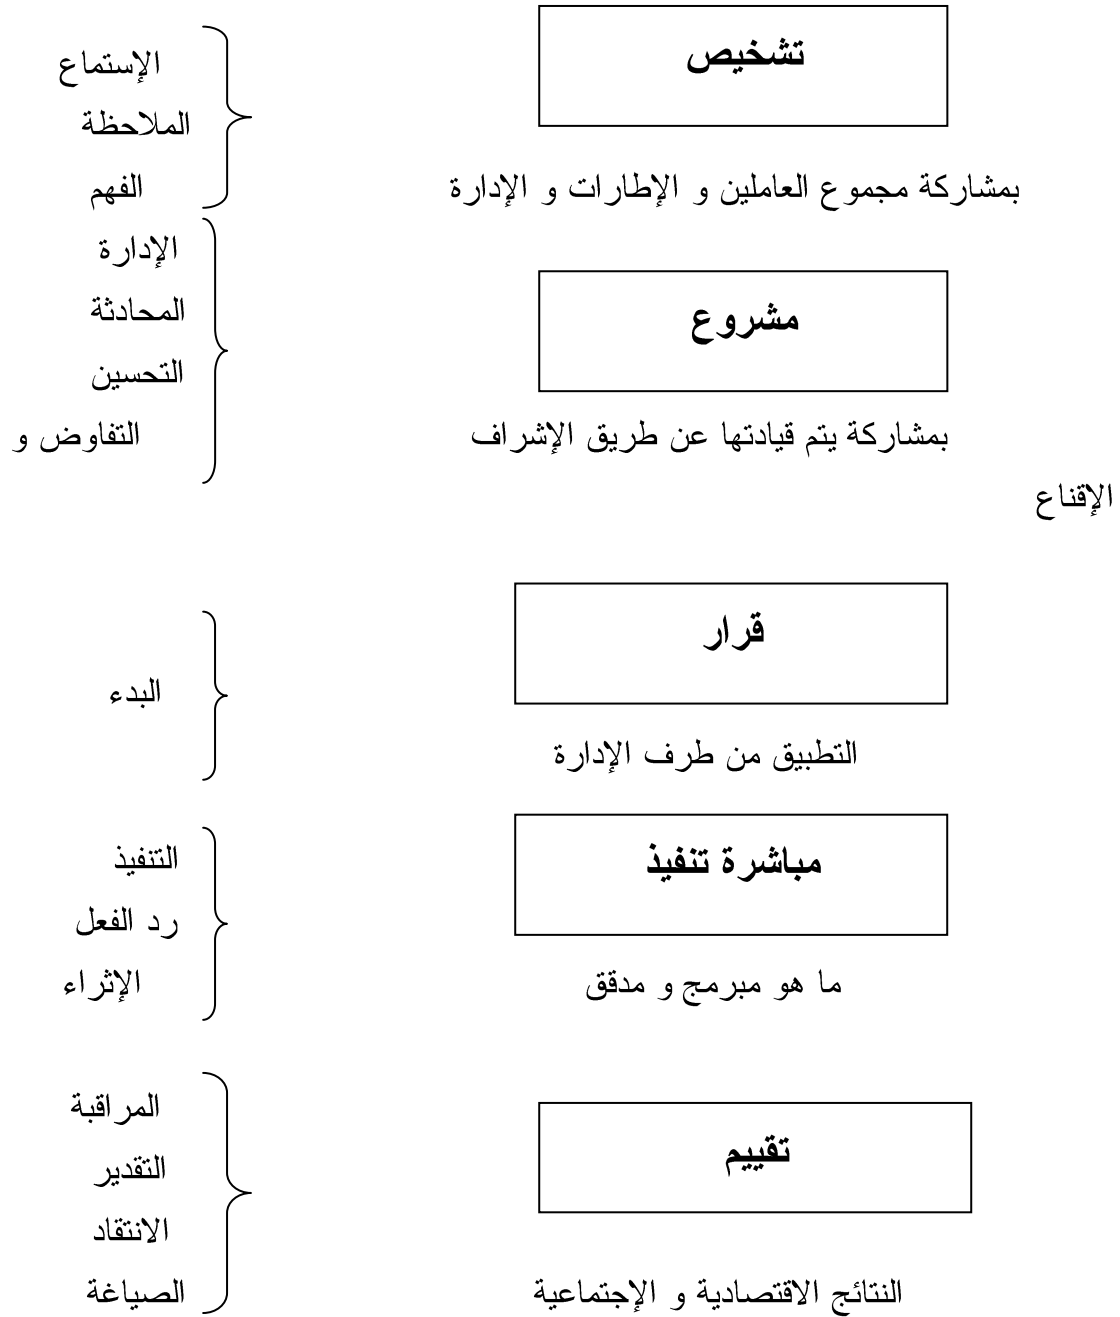 تشخيص
الإستماع
الملاحظة
بمشاركة مجموع العاملين و الإطارات و الإدارة
الفهم
الإدارة
مشروع
المحادثة
التحسين
بمشاركة يتم قيادتها عن طريق الإشراف
التفاوض و
الإقناع
قرار
البدء
التطبيق من طرف الإدارة
مباشرة تنفيذ
التنفيذ
رد الفعل
ما هو مبرمج و مدقق
الإثراء
المراقبة
تقييم
التقدير
الانتقاد
النتائج الاقتصادية و الإجتماعية
الصياغة